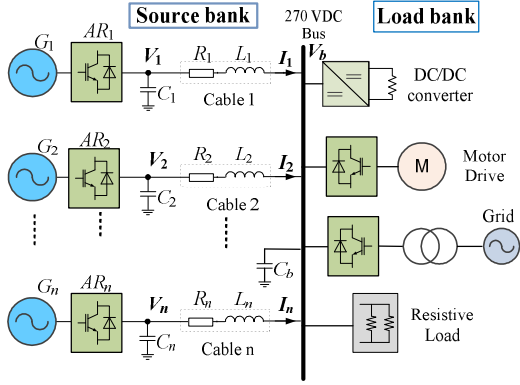 Source bank
270 VDC
Bus
Load bank
G1
AR1
V1
R1
L1
I1
Vb
C1
Cable 1
DC/DC
converter
G2
AR2
V2
R2
L2
I2
C2
Cable 2
M
Motor
Drive
Cb
Grid
Gn
ARn
Vn
Rn
Ln
In
Cn
Cable n
Resistive
Load